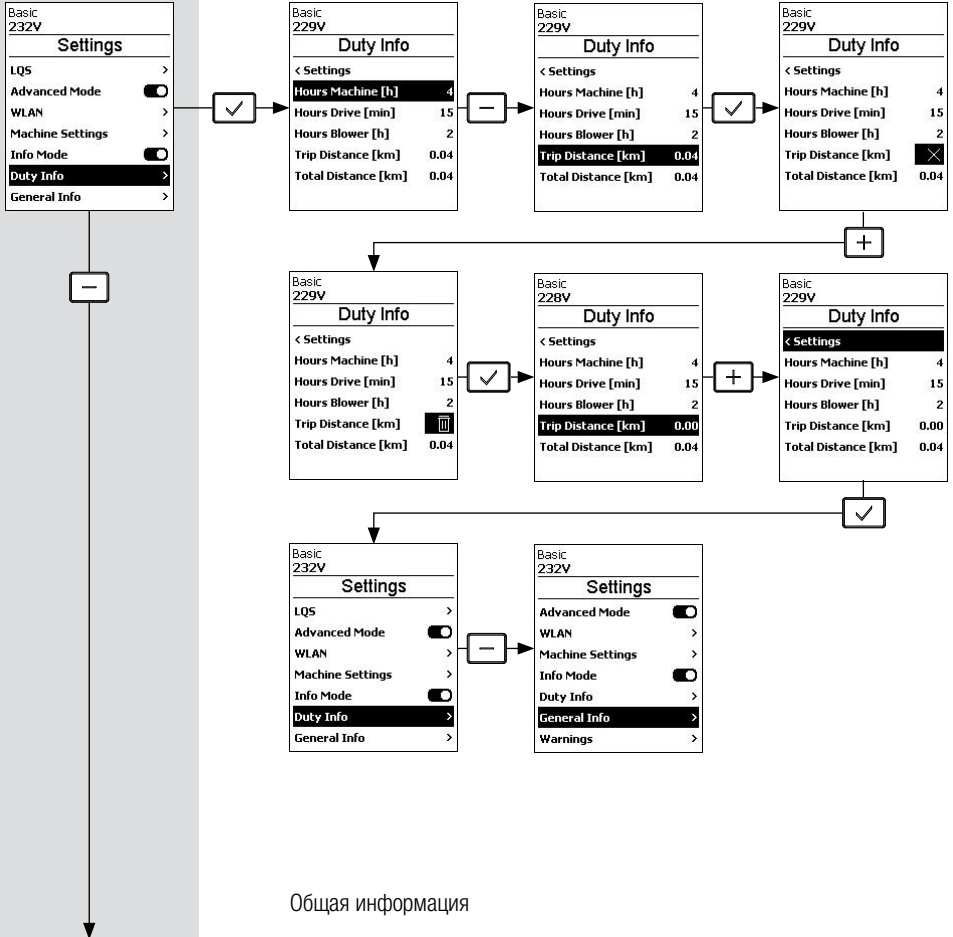 Basic
232V
Settings
LQS >
Advanced Mode
WLAN >
Machine Settings >
Info Mode
Duty Info >
General Info >
Basic
229V
Duty Info
< Settings
Hours Machine [h] 4
Hours Drive [min] 15
Hours Blower [h] 2
Trip Distance [km] 0.04
Total Distance [km] 0.04
Basic
229V
Duty Info
< Settings
Hours Machine [h] 4
Hours Drive [min] 15
Hours Blower [h] 2
Trip Distance [km] 0.04
Total Distance [km] 0.04
Basic
229V
Duty Info
< Settings
Hours Machine [h] 4
Hours Drive [min] 15
Hours Blower [h] 2
Trip Distance [km]
Total Distance [km] 0.04
Basic
229V
Duty Info
< Settings
Hours Machine [h] 4
Hours Drive [min] 15
Hours Blower [h] 2
Trip Distance [km]
Total Distance [km] 0.04
Basic
228V
Duty Info
< Settings
Hours Machine [h] 4
Hours Drive [min] 15
Hours Blower [h] 2
Trip Distance [km] 0.00
Total Distance [km] 0.04
Basic
229V
Duty Info
< Settings
Hours Machine [h] 4
Hours Drive [min] 15
Hours Blower [h] 2
Trip Distance [km] 0.00
Total Distance [km] 0.04
Basic
232V
Settings
LQS >
Advanced Mode
WLAN >
Machine Settings >
Info Mode
Duty Info >
General Info >
Basic
232V
Settings
Advanced Mode
WLAN >
Machine Settings >
Info Mode
Duty Info >
General Info >
Warnings >
Общая информация